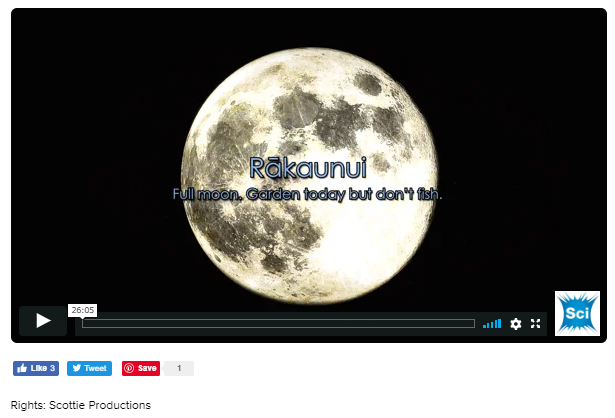 Rākaunui
Full moon. Garden today but don't fish.
26:05
Sci
Like 3
Tweet
Save
1
Rights: Scottie Productions